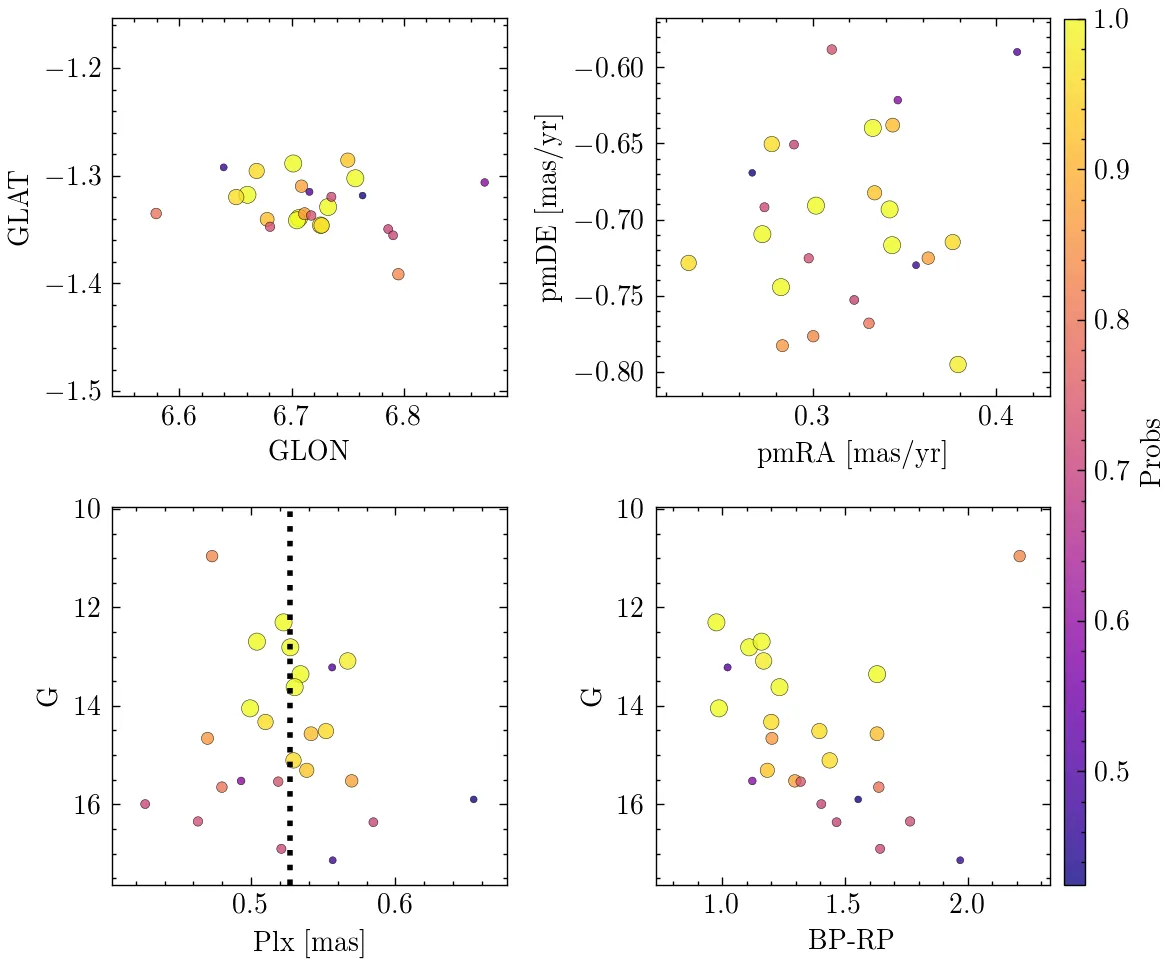 −1.2
−1.3
−1.4
−1.5
GLAT
6.6 6.7 6.8
GLON
−0.60
−0.65
−0.70
−0.75
−0.80
pmDE [mas/yr]
0.3 0.4
pmRA [mas/yr]
10
12
14
16
G
0.5 0.6
Plx [mas]
10
12
14
16
G
1.0 1.5 2.0
BP-RP
1.0
0.9
0.8
0.7
0.6
0.5
Probs